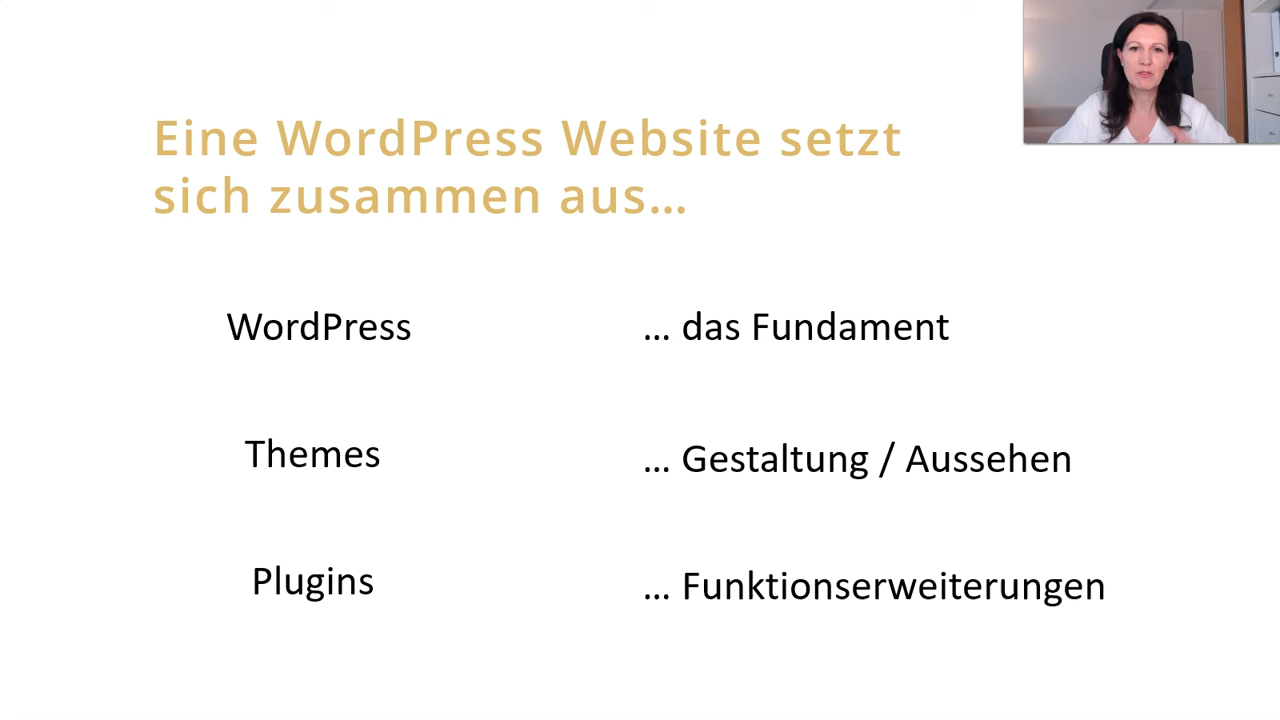 Eine WordPress Website setzt
sich zusammen aus…
WordPress … das Fundament
Themes … Gestaltung / Aussehen
Plugins … Funktionserweiterungen